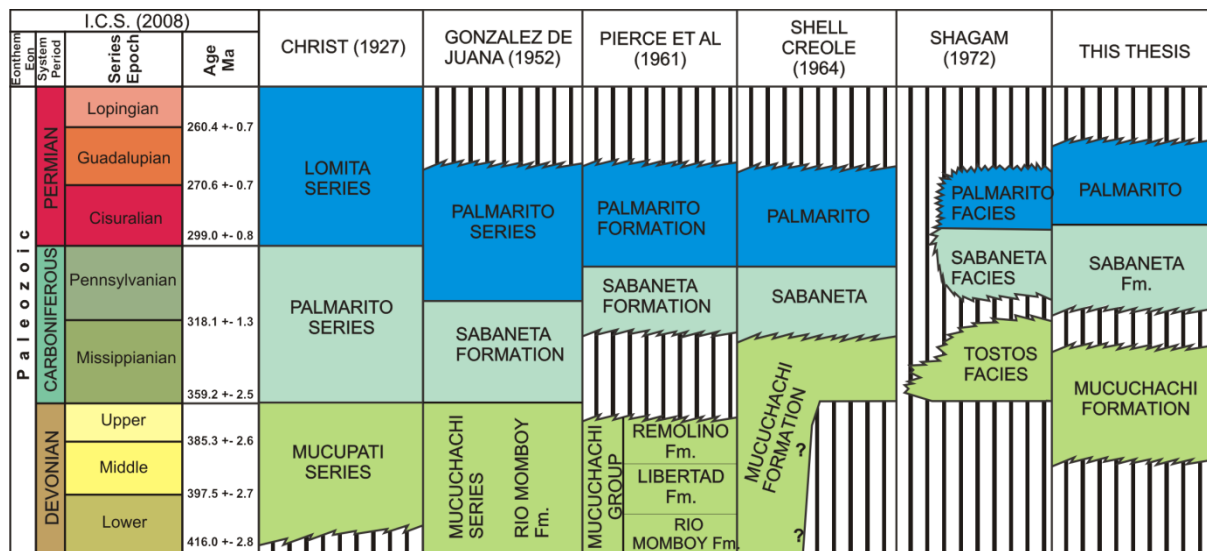 I.C.S. (2008)
Eonthem
Eon
System
Period
Series
Epoch
Age
Ma
CHRIST (1927)
GONZALEZ DE
JUANA (1952)
PIERCE ET AL
(1961)
SHELL
CREOLE
(1964)
SHAGAM
(1972)
THIS THESIS
Paleozoic
PERMIAN
Lopingian
260.4 +- 0.7
Guadalupian
270.6 +- 0.7
Cisuralian
299.0 +- 0.8
CARBONIFEROUS
Pennsylvanian
318.1 +- 1.3
Missippianian
359.2 +- 2.5
DEVONIAN
Upper
385.3 +- 2.6
Middle
397.5 +- 2.7
Lower
416.0 +- 2.8
LOMITA
SERIES
PALMARITO
SERIES
MUCUPATI
SERIES
PALMARITO
SERIES
SABANETA
FORMATION
MUCUCHACHI
SERIES
RIO MOMBOY
Fm.
PALMARITO
FORMATION
SABANETA
FORMATION
MUCUCHACHI
GROUP
REMOLINO
Fm.
LIBERTAD
Fm.
RIO
MOMBOY Fm.
PALMARITO
SABANETA
MUCUCHACHI
FORMATION
?
?
PALMARITO
FACIES
SABANETA
FACIES
TOSTOS
FACIES
PALMARITO
SABANETA
Fm.
MUCUCHACHI
FORMATION